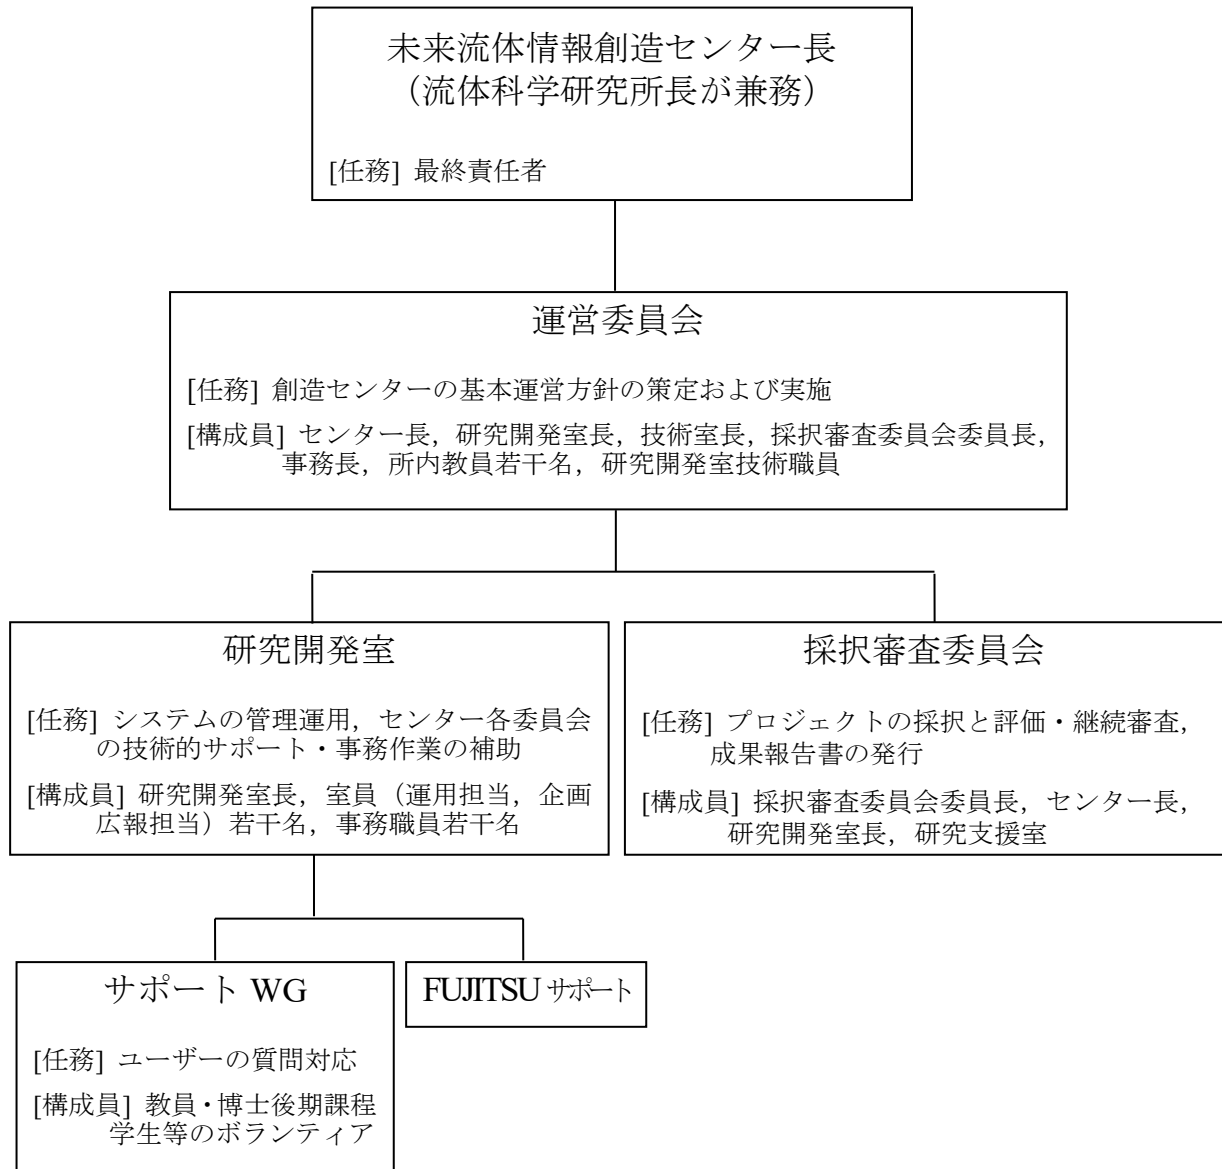 未来流体情報創造センター長
（流体科学研究所長が兼務）
[任務] 最終責任者
運営委員会
[任務] 創造センターの基本運営方針の策定および実施
[構成員] センター長，研究開発室長，技術室長，採択審査委員会委員長，
事務長，所内教員若干名，研究開発室技術職員
研究開発室
[任務] システムの管理運用，センター各委員会
の技術的サポート・事務作業の補助
[構成員] 研究開発室長，室員（運用担当，企画
広報担当）若干名，事務職員若干名
採択審査委員会
[任務] プロジェクトの採択と評価・継続審査，
成果報告書の発行
[構成員] 採択審査委員会委員長，センター長，
研究開発室長，研究支援室
サポート WG
[任務] ユーザーの質問対応
[構成員] 教員・博士後期課程
学生等のボランティア
FUJITSU サポート